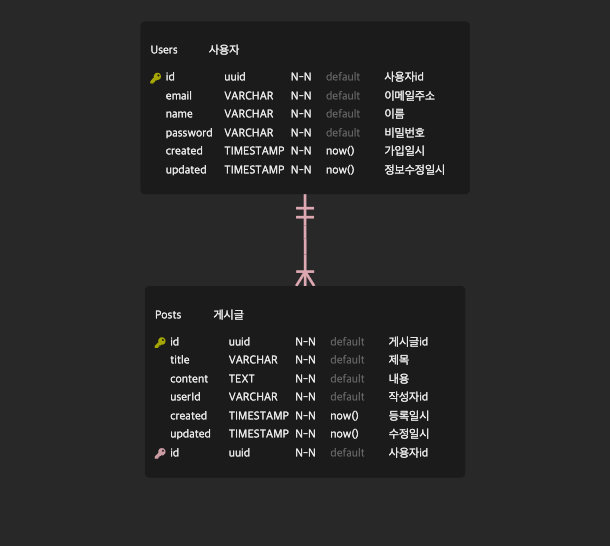 Users 사용자
id uuid N-N default 사용자id
email VARCHAR N-N default 이메일주소
name VARCHAR N-N default 이름
password VARCHAR N-N default 비밀번호
created TIMESTAMP N-N now() 가입일시
updated TIMESTAMP N-N now() 정보수정일시
Posts 게시글
id uuid N-N default 게시글id
title VARCHAR N-N default 제목
content TEXT N-N default 내용
userId VARCHAR N-N default 작성자id
created TIMESTAMP N-N now() 등록일시
updated TIMESTAMP N-N now() 수정일시
id uuid N-N default 사용자id